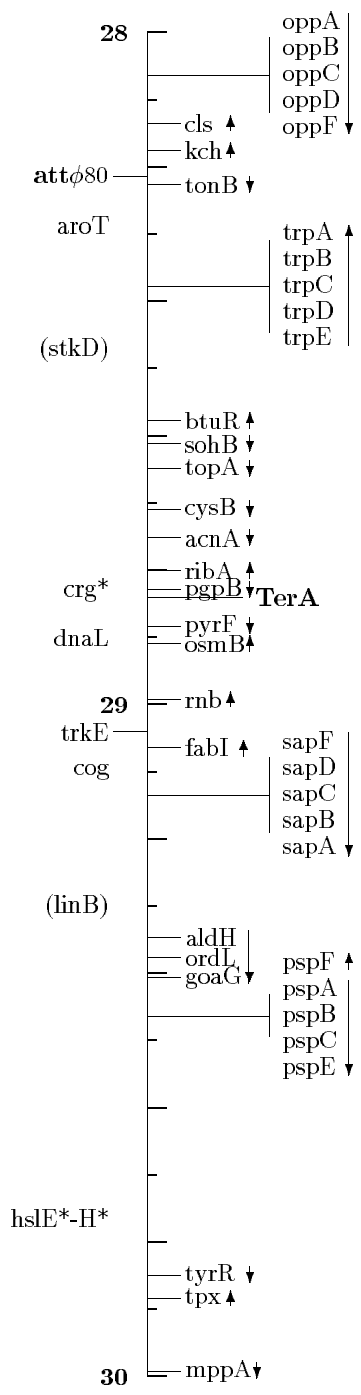 oppA
28
oppB
oppC
oppD
oppF
cls
kch
attϕ80
tonB
aroT
trpA
trpB
trpC
trpD
trpE
(stkD)
btuR
sohB
topA
cysB
acnA
ribA
crg*
pgpB
TerA
pyrF
dnaL
osmB
29
rnb
trkE
fabI
sapF
cog
sapD
sapC
sapB
sapA
(linB)
aldH
ordL
goaG
pspF
pspA
pspB
pspC
pspE
hslE*-H*
tyrR
tpx
30
mppA